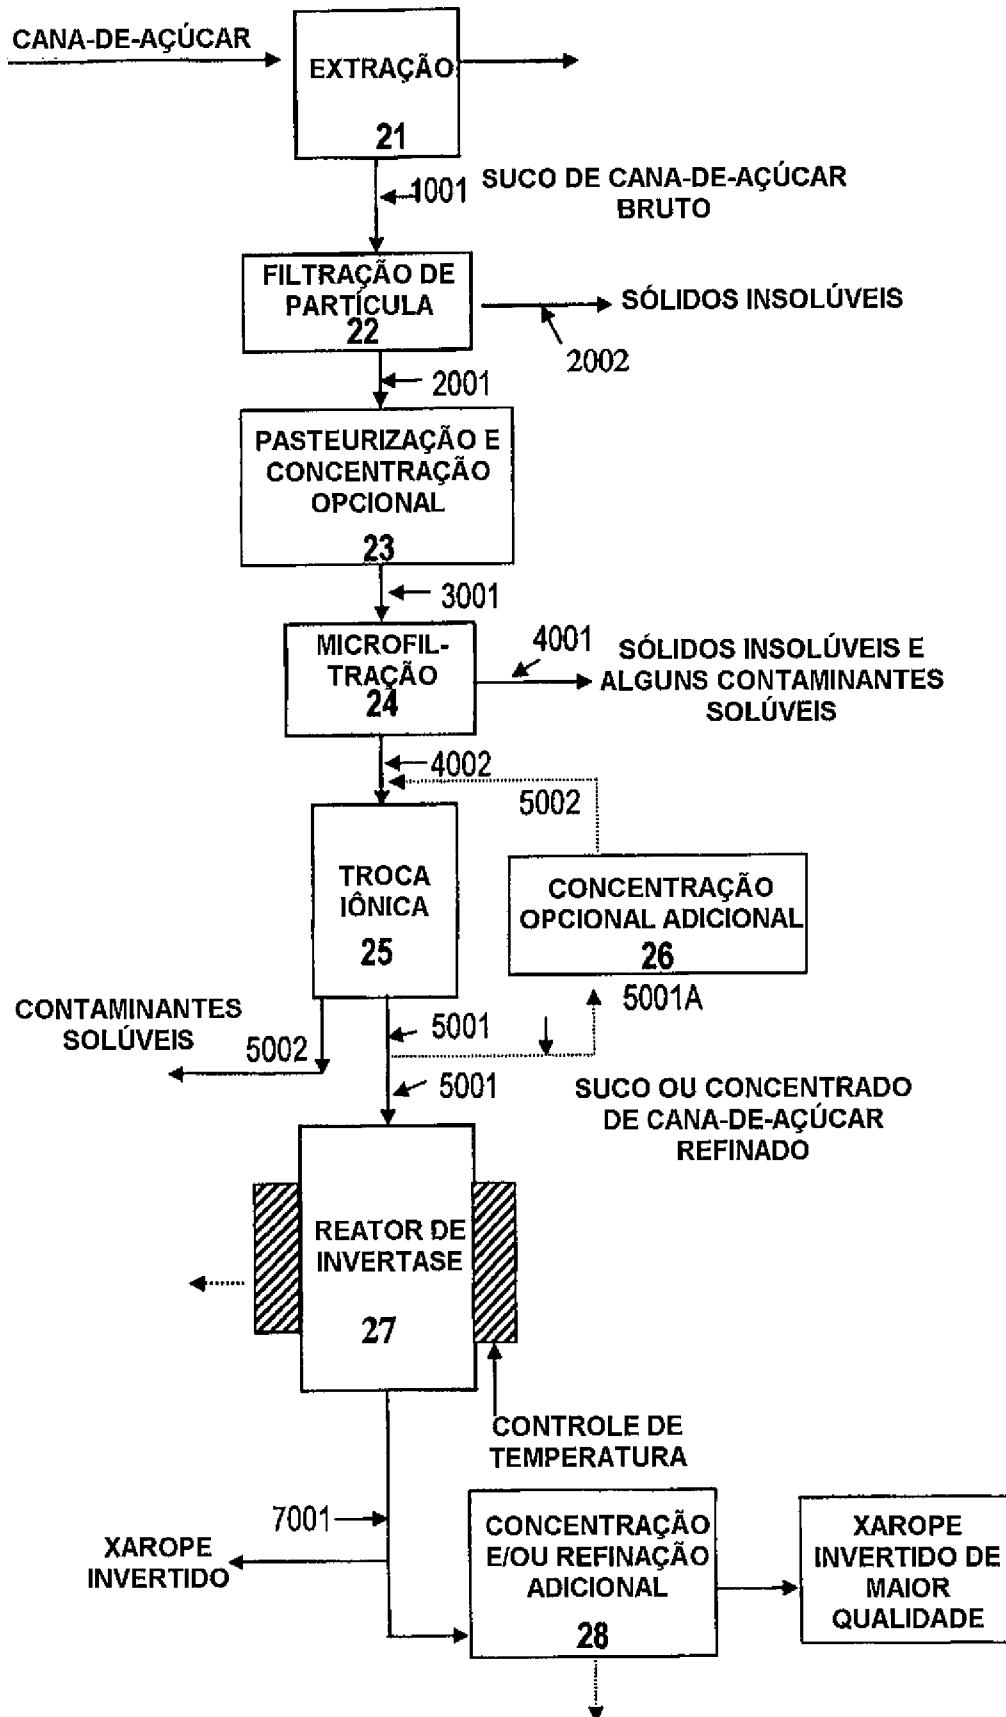 CANA-DE-AÇÚCAR
EXTRAÇÃO
21
1001
SUCO DE CANA-DE-AÇÚCAR
BRUTO
FILTRAÇÃO DE
PARTÍCULA
22
SÓLIDOS INSOLÚVEIS
2002
2001
PASTEURIZAÇÃO E
CONCENTRAÇÃO
OPCIONAL
23
3001
MICROFIL-
TRAÇÃO
24
4001
SÓLIDOS INSOLÚVEIS E
ALGUNS CONTAMINANTES
SOLÚVEIS
4002
5002
TROCA
IÔNICA
25
CONCENTRAÇÃO
OPCIONAL ADICIONAL
26
5001A
CONTAMINANTES
SOLÚVEIS
5002
5001
5001
SUCO OU CONCENTRADO
DE CANA-DE-AÇÚCAR
REFINADO
REATOR DE
INVERTASE
27
CONTROLE DE
TEMPERATURA
7001
XAROPE
INVERTIDO
CONCENTRAÇÃO
E/OU REFINAÇÃO
ADICIONAL
28
XAROPE
INVERTIDO DE
MAIOR
QUALIDADE